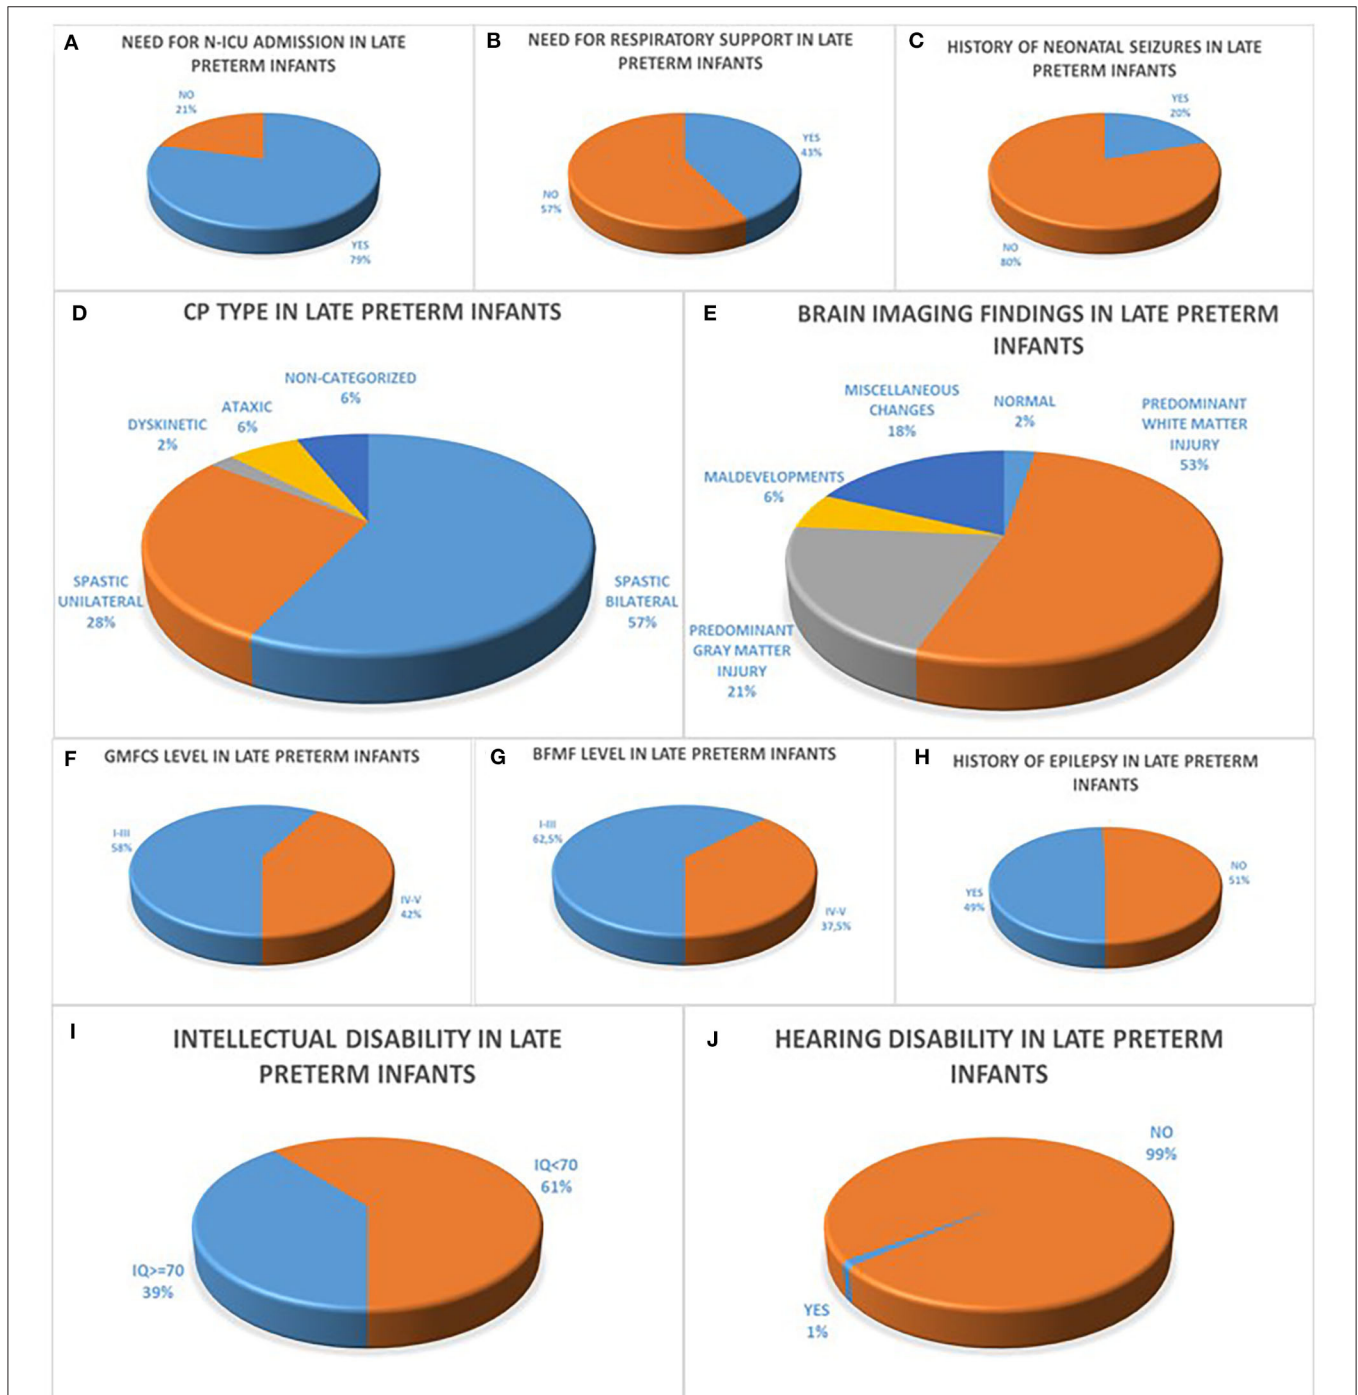 A
NEED FOR N-ICU ADMISSION IN LATE
PRETERM INFANTS
NO
21%
YES
79%
B
NEED FOR RESPIRATORY SUPPORT IN LATE
PRETERM INFANTS
YES
43%
NO
57%
C
HISTORY OF NEONATAL SEIZURES IN LATE
PRETERM INFANTS
YES
20%
NO
80%
D
CP TYPE IN LATE PRETERM INFANTS
NON-CATEGORIZED
6%
ATAXIC
6%
DYSKINETIC
2%
SPASTIC
UNILATERAL
28%
SPASTIC
BILATERAL
57%
E
BRAIN IMAGING FINDINGS IN LATE PRETERM
INFANTS
MISCELLANEOUS
CHANGES
18%
NORMAL
2%
PREDOMINANT
WHITE MATTER
INJURY
53%
MALDEVELOPMENTS
6%
PREDOMINANT
GRAY MATTER
INJURY
21%
F
GMFCS LEVEL IN LATE PRETERM INFANTS
I-III
58%
IV-V
42%
G
BFMF LEVEL IN LATE PRETERM INFANTS
I-III
62,5%
IV-V
37,5%
H
HISTORY OF EPILEPSY IN LATE PRETERM
INFANTS
NO
51%
YES
49%
I
INTELLECTUAL DISABILITY IN LATE
PRETERM INFANTS
IQ<70
61%
IQ>=70
39%
J
HEARING DISABILITY IN LATE PRETERM
INFANTS
NO
99%
YES
1%